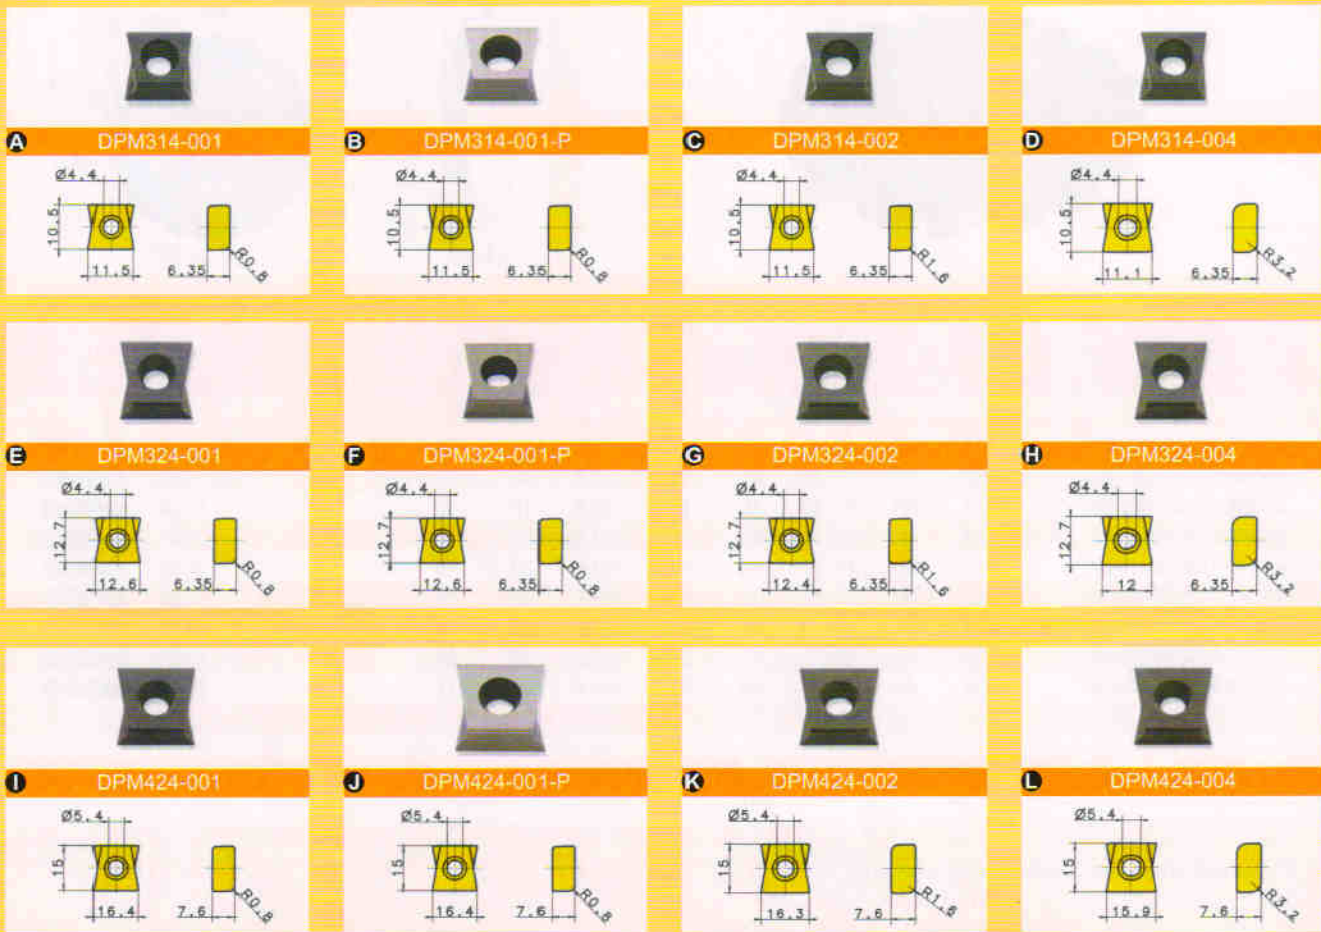 A DPM314-001
Ø4.4
10.5
11.5
6.35
R0.8
B DPM314-001-P
Ø4.4
10.5
11.5
6.35
R0.8
C DPM314-002
Ø4.4
10.5
11.5
6.35
R1.6
D DPM314-004
Ø4.4
10.5
11.1
6.35
R3.2
E DPM324-001
Ø4.4
12.7
12.6
6.35
R0.8
F DPM324-001-P
Ø4.4
12.7
12.6
6.35
R0.8
G DPM324-002
Ø4.4
12.7
12.4
6.35
R1.6
H DPM324-004
Ø4.4
12.7
12
6.35
R3.2
I DPM424-001
Ø5.4
15
16.4
7.6
R0.8
J DPM424-001-P
Ø5.4
15
16.4
7.6
R0.8
K DPM424-002
Ø5.4
15
16.3
7.6
R1.6
L DPM424-004
Ø5.4
15
15.9
7.6
R3.2